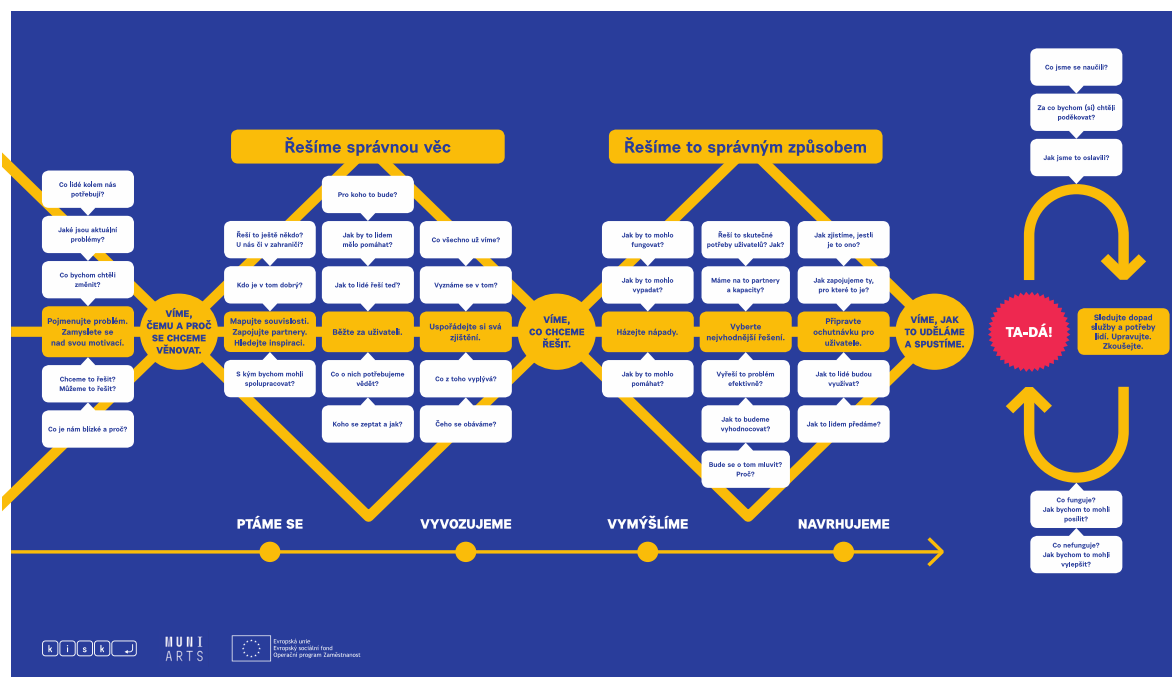 Řešíme správnou věc
Řešíme to správným způsobem
Co lidé kolem nás
potřebují?
Jaké jsou aktuální
problémy?
Co bychom chtěli
změnit?
Pojmenujte problém.
Zamyslete se
nad svou motivací.
Chceme to řešit?
Můžeme to řešit?
Co je nám blízké a proč?
VÍME,
ČEMU A PROČ
SE CHCEME
VĚNOVAT.
Řeší to ještě někdo?
U nás či v zahraničí?
Kdo je v tom dobrý?
Mapujte souvislosti.
Zapojujte partnery.
Hledejte inspiraci.
S kým bychom mohli
spolupracovat?
Pro koho to bude?
Jak by to lidem
mělo pomáhat?
Jak to lidé řeší teď?
Běžte za uživateli.
Co o nich potřebujeme
vědět?
Koho se zeptat a jak?
Co všechno už víme?
Vyznáme se v tom?
Uspořádejte si svá
zjištění.
Co z toho vyplývá?
Čeho se obáváme?
VÍME,
CO CHCEME
ŘEŠIT.
Jak by to mohlo
fungovat?
Jak by to mohlo
vypadat?
Házejte nápady.
Jak by to mohlo
pomáhat?
Řeší to skutečné
potřeby uživatelů? Jak?
Máme na to partnery
a kapacity?
Vyberte
nejvhodnější řešení.
Vyřeší to problém
efektivně?
Jak to budeme
vyhodnocovat?
Bude se o tom mluvit?
Proč?
Jak zjistíme, jestli
je to ono?
Jak zapojujeme ty,
pro které to je?
Připravte
ochutnávku pro
uživatele.
Jak to lidé budou
využívat?
Jak to lidem předáme?
VÍME, JAK
TO UDĚLÁME
A SPUSTÍME.
Co jsme se naučili?
Za co bychom (si) chtěli
poděkovat?
Jak jsme to oslavili?
TA-DÁ!
Sledujte dopad
služby a potřeby
lidí. Upravujte.
Zkoušejte.
Co funguje?
Jak bychom to mohli
posílit?
Co nefunguje?
Jak bychom to mohli
vylepšit?
PTÁME SE
VYVOZUJEME
VYMÝŠLÍME
NAVRHUJEME
k i s k
MUNI
ARTS
Evropská unie
Evropský sociální fond
Operační program Zaměstnanost